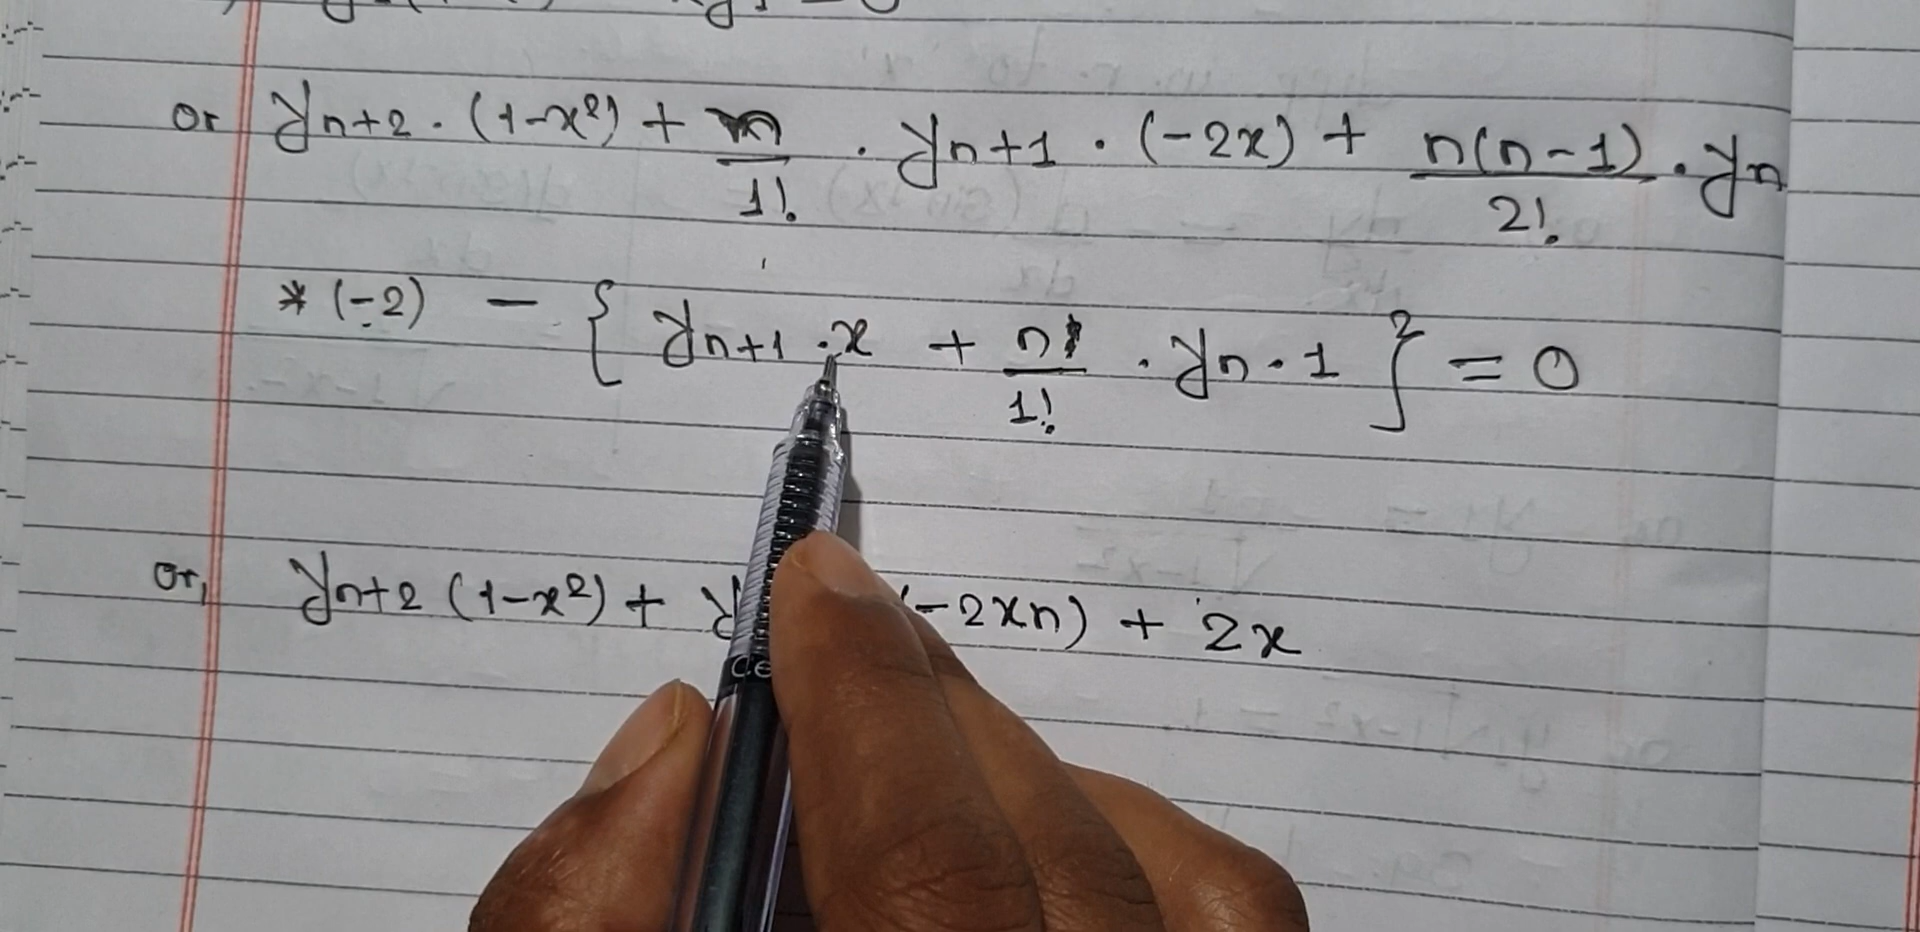 or yn+2 . (1-x²) + n/1! . yn+1 . (-2x) + n(n-1)/2! . yn
* (-2) - { yn+1 . x + n/1! . yn . 1 } = 0
or, yn+2 (1-x²) + y (-2xn) + 2x